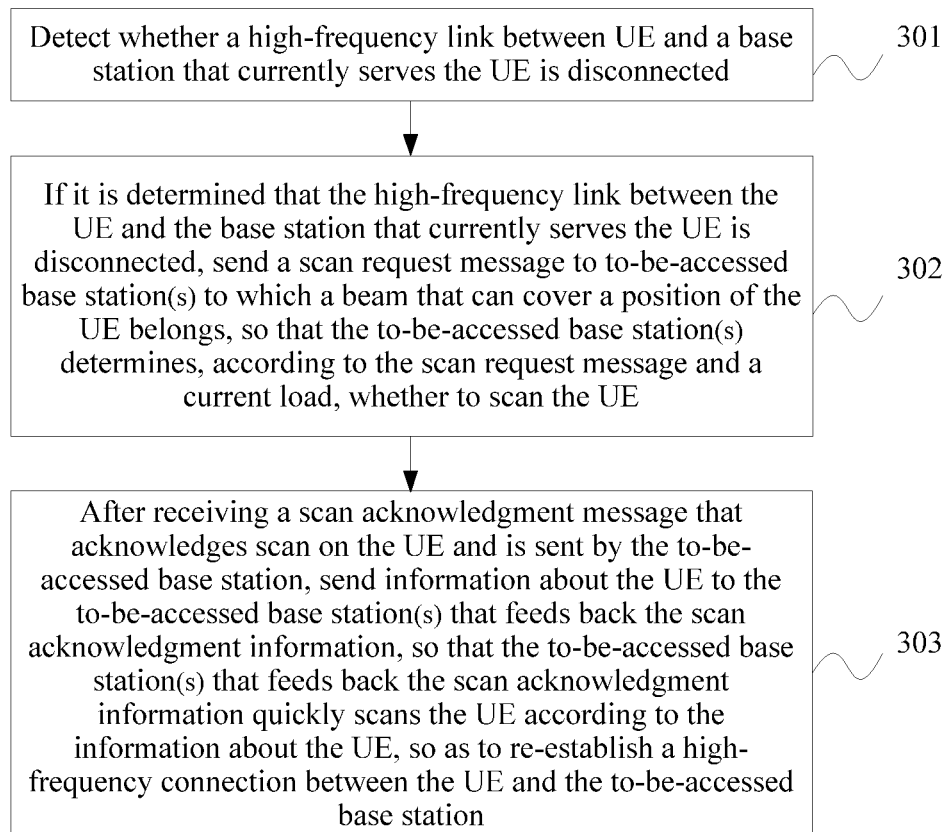 Detect whether a high-frequency link between UE and a base
station that currently serves the UE is disconnected
301
If it is determined that the high-frequency link between the
UE and the base station that currently serves the UE is
disconnected, send a scan request message to to-be-accessed
base station(s) to which a beam that can cover a position of the
UE belongs, so that the to-be-accessed base station(s)
determines, according to the scan request message and a
current load, whether to scan the UE
302
After receiving a scan acknowledgment message that
acknowledges scan on the UE and is sent by the to-be-
accessed base station, send information about the UE to the
to-be-accessed base station(s) that feeds back the scan
acknowledgment information, so that the to-be-accessed base
station(s) that feeds back the scan acknowledgment
information quickly scans the UE according to the
information about the UE, so as to re-establish a high-
frequency connection between the UE and the to-be-accessed
base station
303